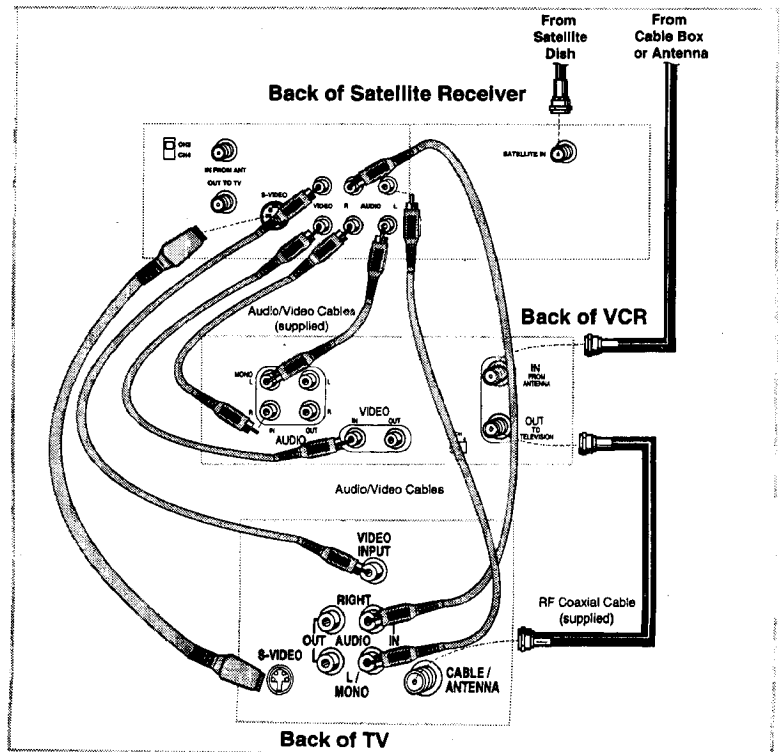 From
Satellite
Dish
From
Cable Box
or Antenna
Back of Satellite Receiver
CH3
CH4
IN FROM ANT
OUT TO TV
S-VIDEO
VIDEO R AUDIO L
SATELLITE IN
Audio/Video Cables
(supplied)
Back of VCR
MONO
L
L
R
R
IN
OUT
AUDIO
VIDEO
IN
OUT
IN
FROM
ANTENNA
OUT
TO
TELEVISION
Audio/Video Cables
VIDEO
INPUT
RIGHT
OUT AUDIO IN
L
L /
MONO
S-VIDEO
CABLE /
ANTENNA
RF Coaxial Cable
(supplied)
Back of TV